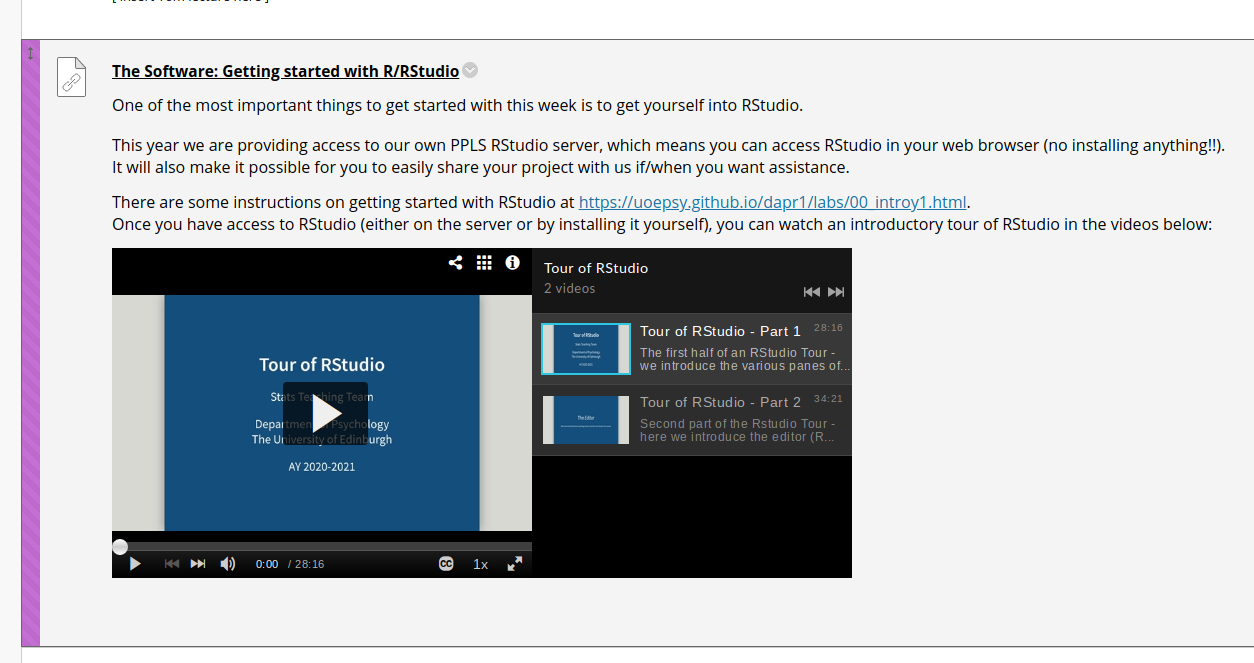 The Software: Getting started with R/RStudio
One of the most important things to get started with this week is to get yourself into RStudio.
This year we are providing access to our own PPLS RStudio server, which means you can access RStudio in your web browser (no installing anything!!).
It will also make it possible for you to easily share your project with us if/when you want assistance.
There are some instructions on getting started with RStudio at https://uoepsy.github.io/dapr1/labs/00_introy1.html.
Once you have access to RStudio (either on the server or by installing it yourself), you can watch an introductory tour of RStudio in the videos below:
Tour of RStudio
Stats Teaching Team
Department of Psychology
The University of Edinburgh
AY 2020-2021
0:00 / 28:16
CC
1x
Tour of RStudio
2 videos
Tour of RStudio - Part 1 28:16
The first half of an RStudio Tour -
we introduce the various panes of...
Tour of RStudio - Part 2 34:21
Second part of the Rstudio Tour -
here we introduce the editor (R...
Tour of RStudio
The Editor